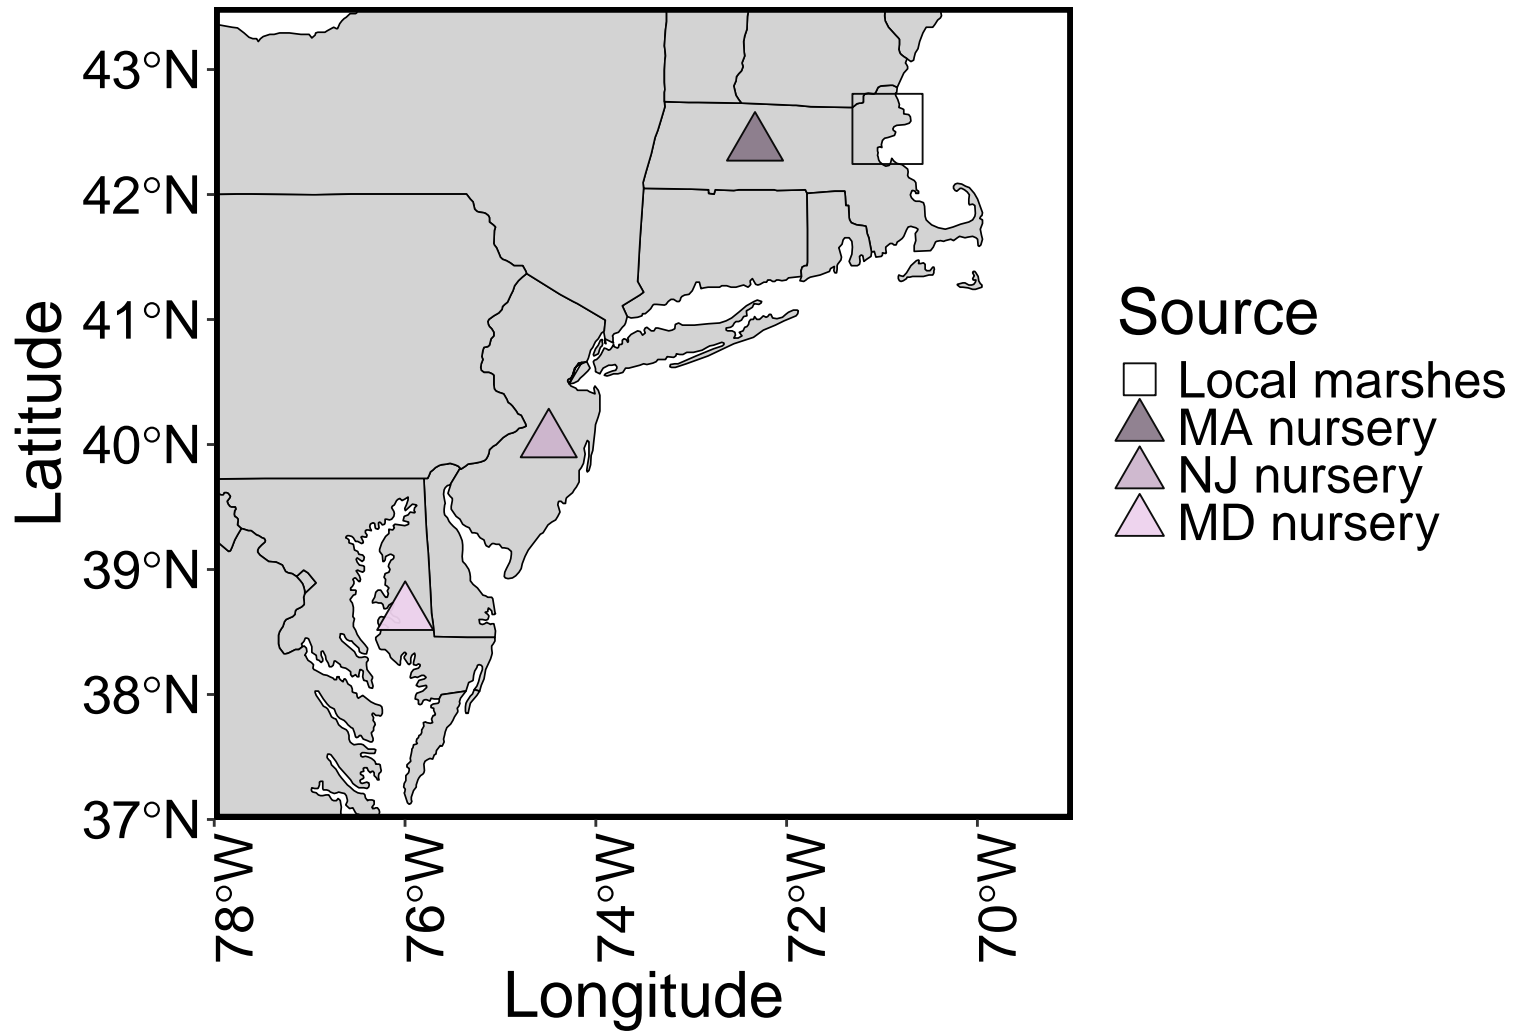 43°N
42°N
41°N
40°N
39°N
38°N
37°N
Latitude
78°W
76°W
74°W
72°W
70°W
Longitude
Source
Local marshes
MA nursery
NJ nursery
MD nursery